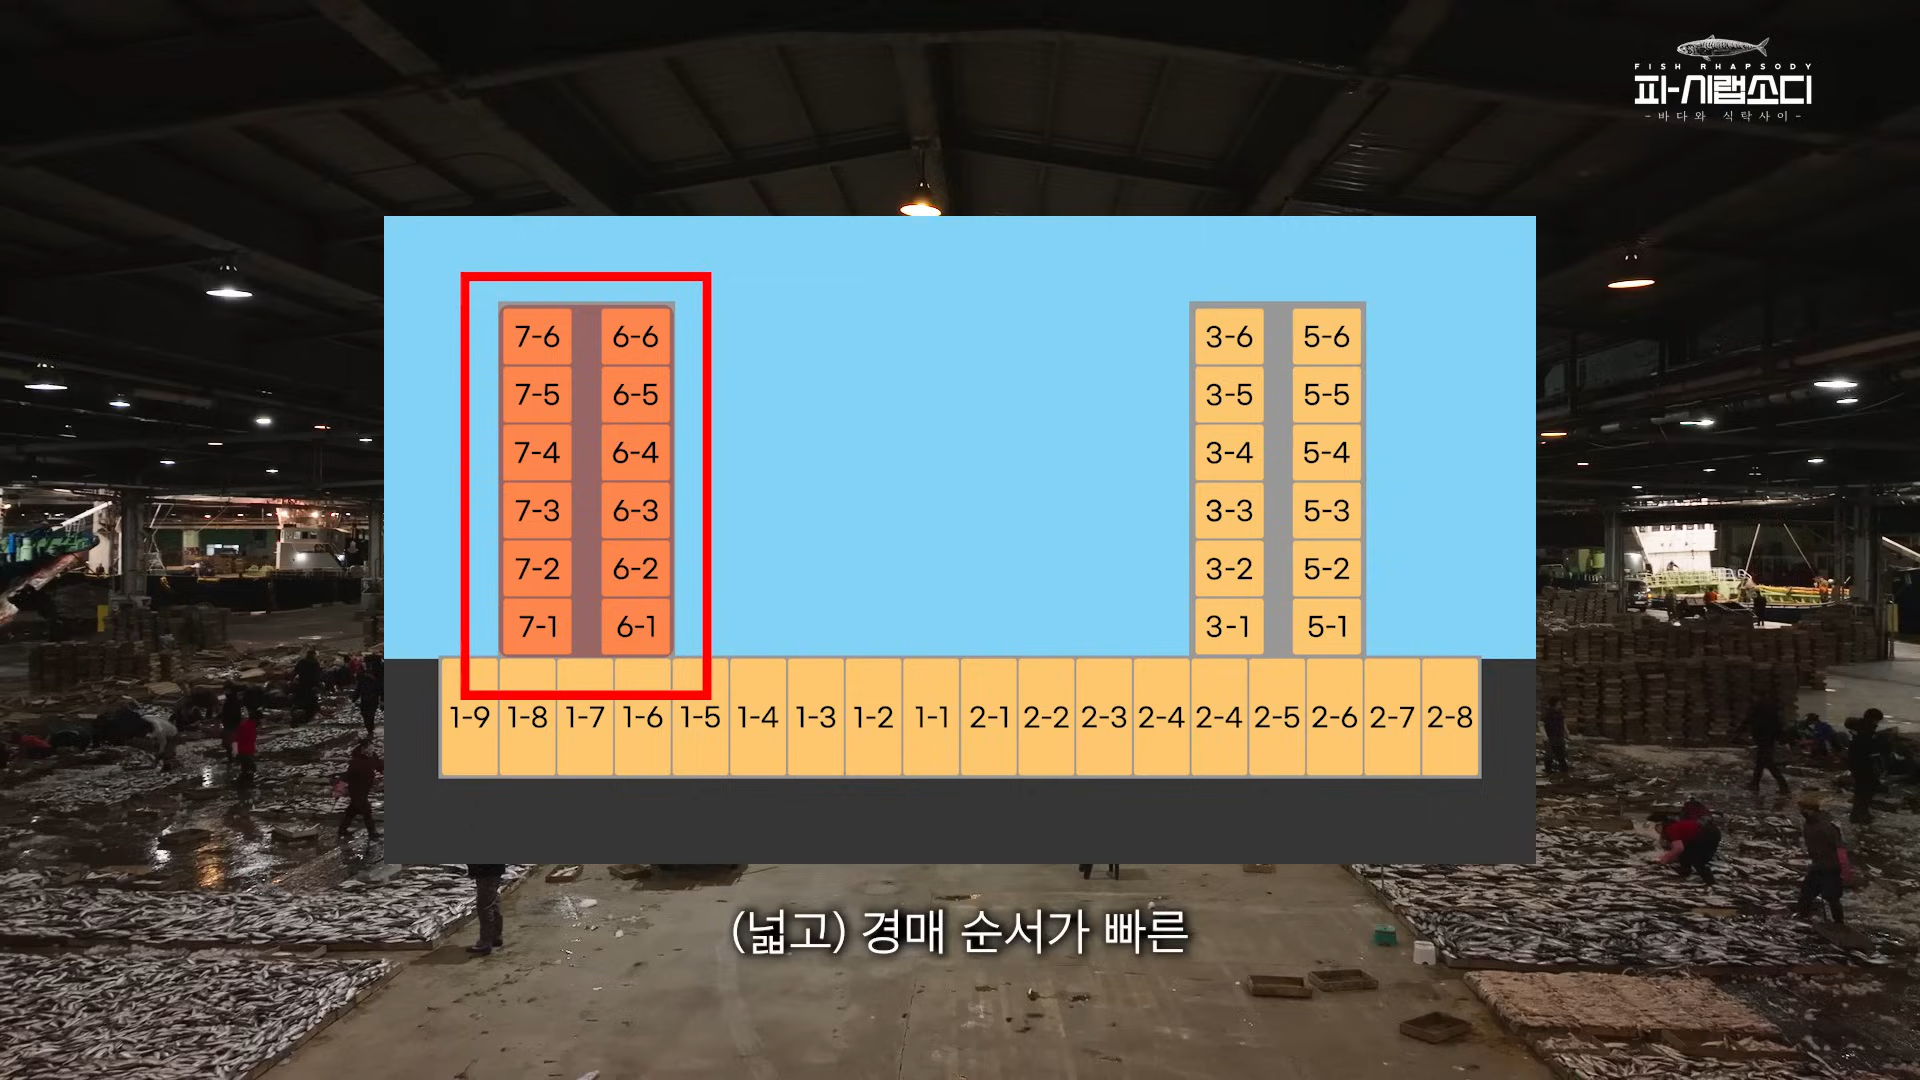 FISH RHAPSODY
파-시랩소디
-바다와 식탁사이-
7-6 6-6 3-6 5-6
7-5 6-5 3-5 5-5
7-4 6-4 3-4 5-4
7-3 6-3 3-3 5-3
7-2 6-2 3-2 5-2
7-1 6-1 3-1 5-1
1-9 1-8 1-7 1-6 1-5 1-4 1-3 1-2 1-1 2-1 2-2 2-3 2-4 2-4 2-5 2-6 2-7 2-8
(넓고) 경매 순서가 빠른